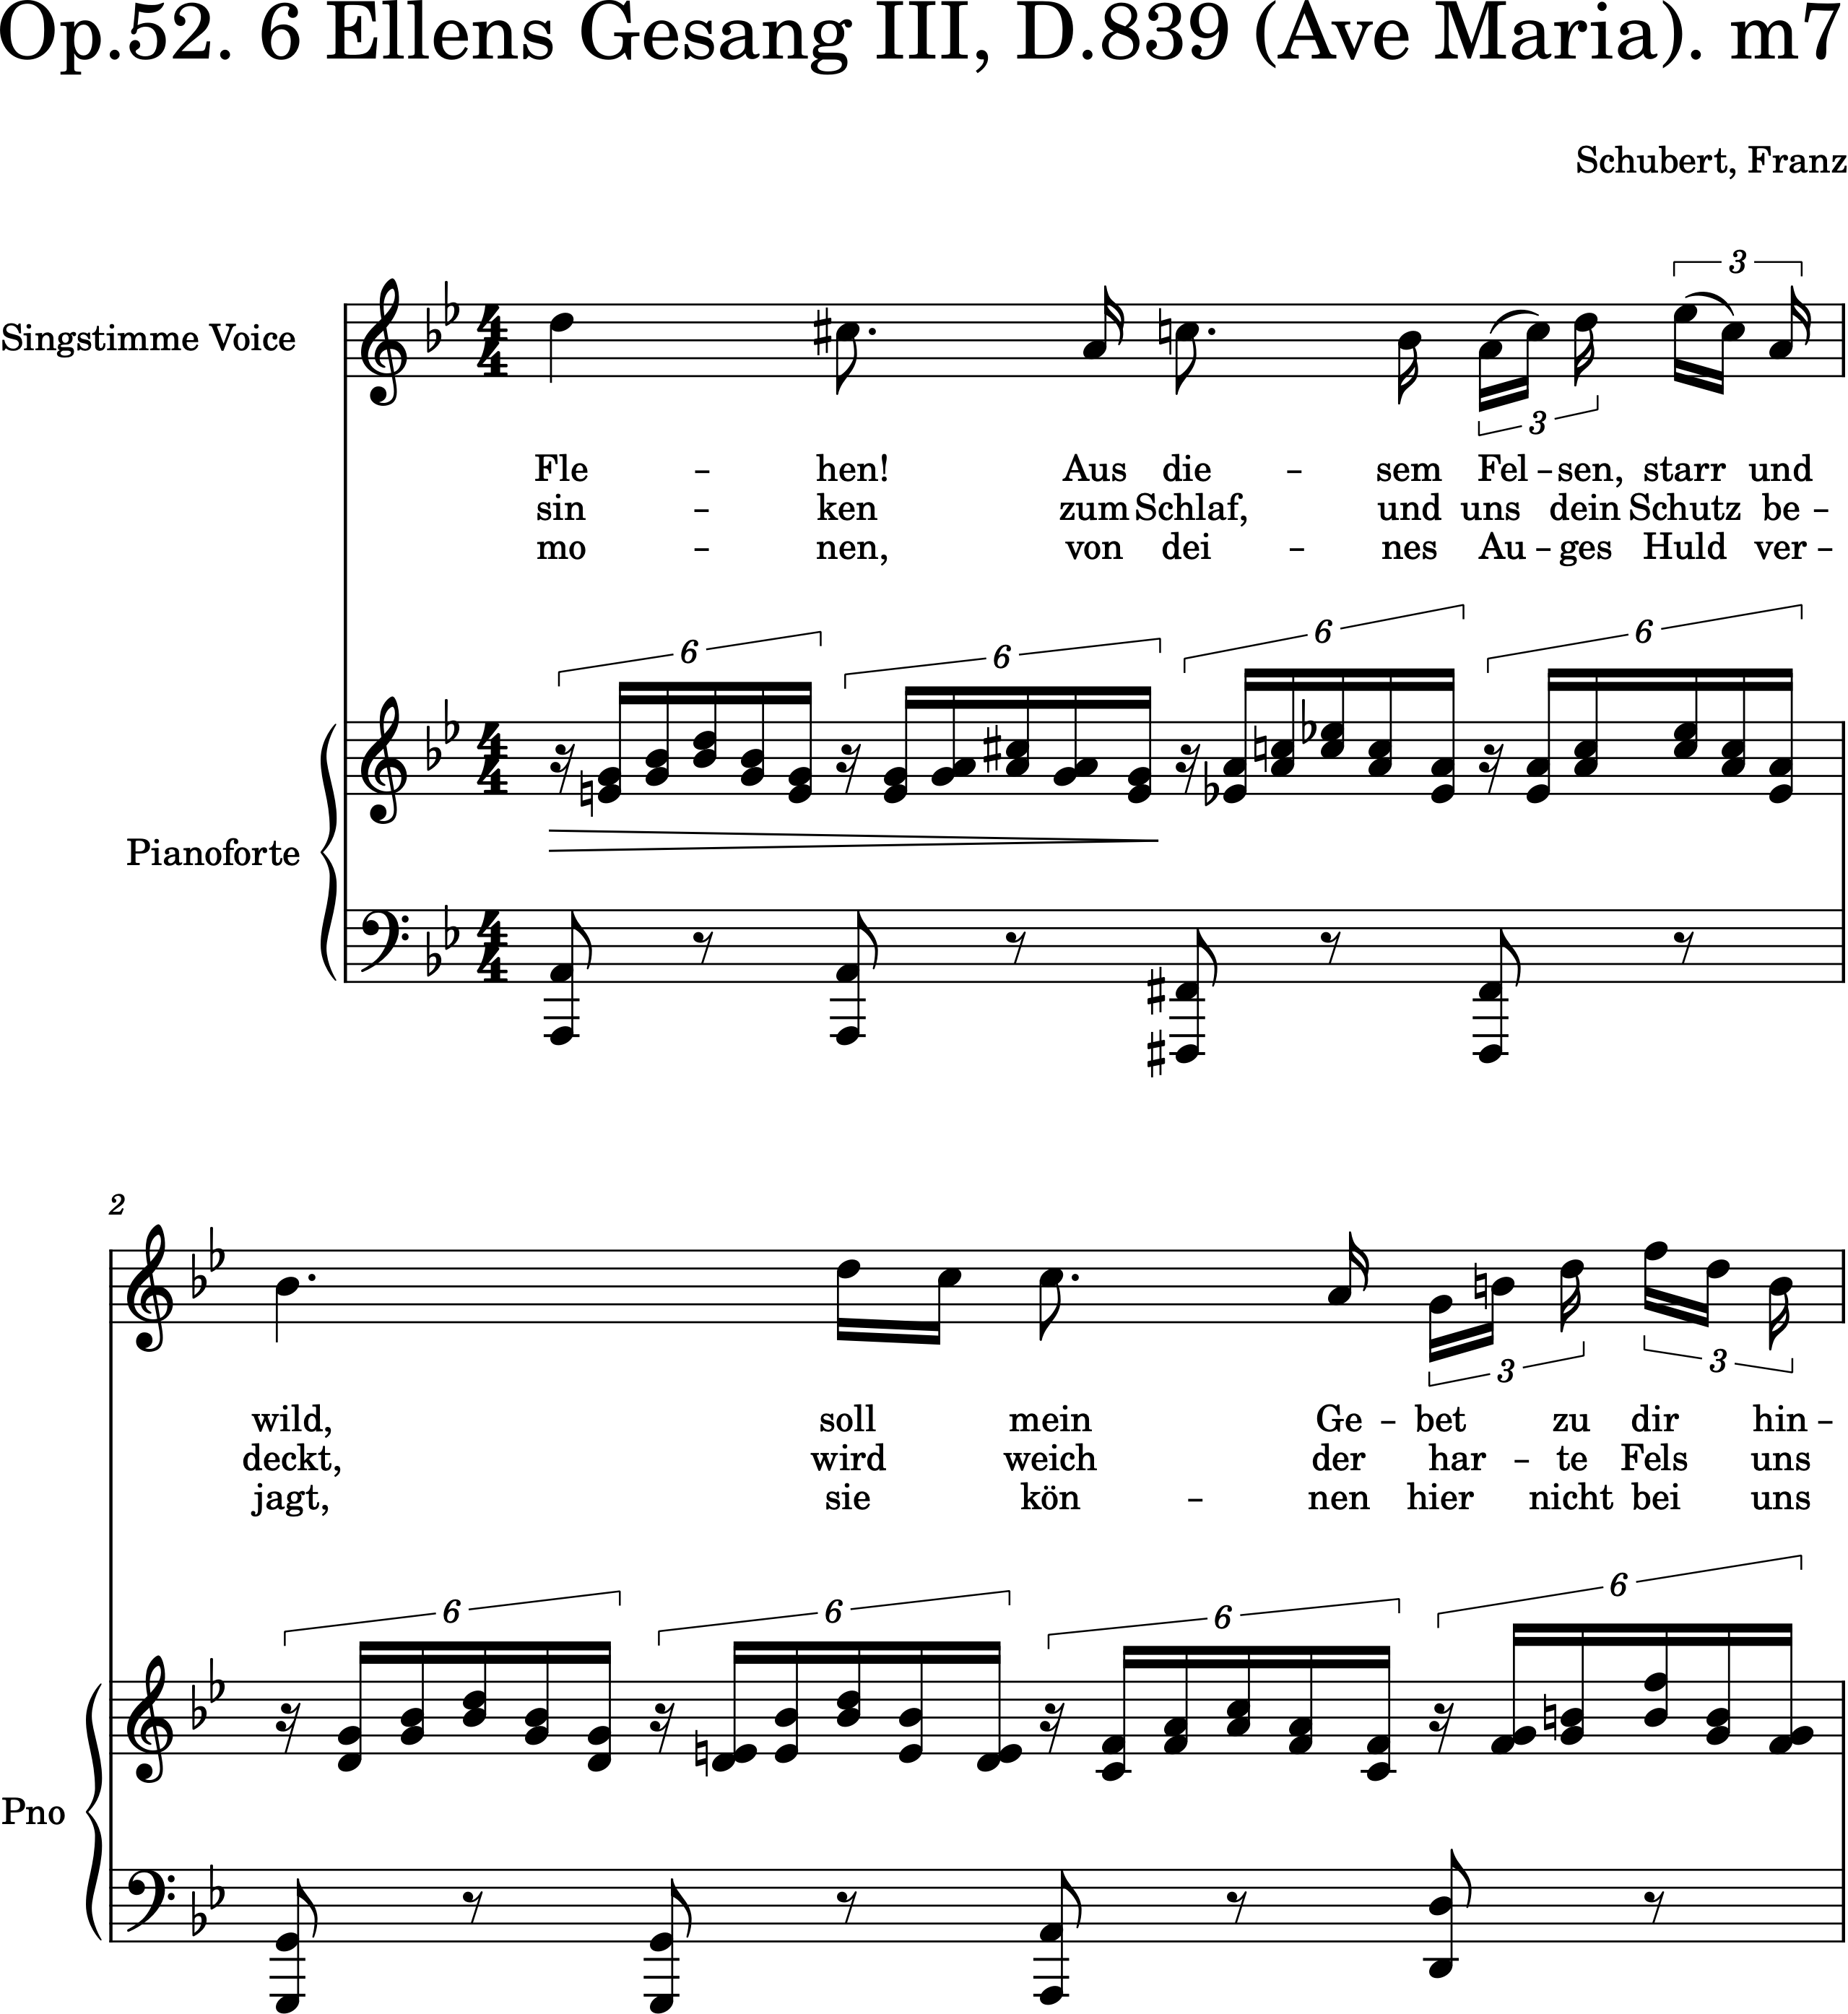 Op.52. 6 Ellens Gesang III, D.839 (Ave Maria). m7
Schubert, Franz
Singstimme Voice
3
3
Fle – hen! Aus die – sem Fel – sen, starr und
sin – ken zum Schlaf, und uns dein Schutz be –
mo – nen, von dei – nes Au – ges Huld ver –
6 6 6 6
Pianoforte
2
3 3
wild, soll mein Ge – bet zu dir hin –
deckt, wird weich der har – te Fels uns
jagt, sie kön – nen hier nicht bei uns
6 6 6 6
Pno